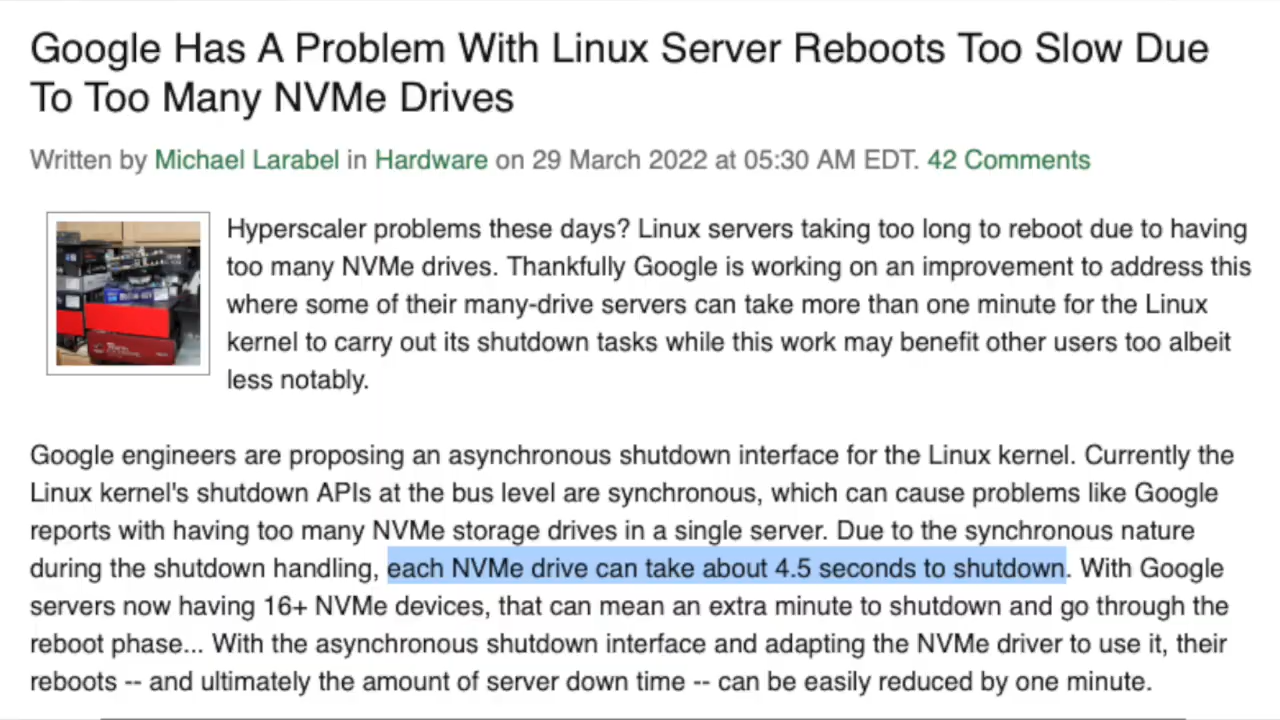 Google Has A Problem With Linux Server Reboots Too Slow Due
To Too Many NVMe Drives
Written by Michael Larabel in Hardware on 29 March 2022 at 05:30 AM EDT. 42 Comments
Hyperscaler problems these days? Linux servers taking too long to reboot due to having
too many NVMe drives. Thankfully Google is working on an improvement to address this
where some of their many-drive servers can take more than one minute for the Linux
kernel to carry out its shutdown tasks while this work may benefit other users too albeit
less notably.
Google engineers are proposing an asynchronous shutdown interface for the Linux kernel. Currently the
Linux kernel's shutdown APIs at the bus level are synchronous, which can cause problems like Google
reports with having too many NVMe storage drives in a single server. Due to the synchronous nature
during the shutdown handling, each NVMe drive can take about 4.5 seconds to shutdown. With Google
servers now having 16+ NVMe devices, that can mean an extra minute to shutdown and go through the
reboot phase... With the asynchronous shutdown interface and adapting the NVMe driver to use it, their
reboots -- and ultimately the amount of server down time -- can be easily reduced by one minute.